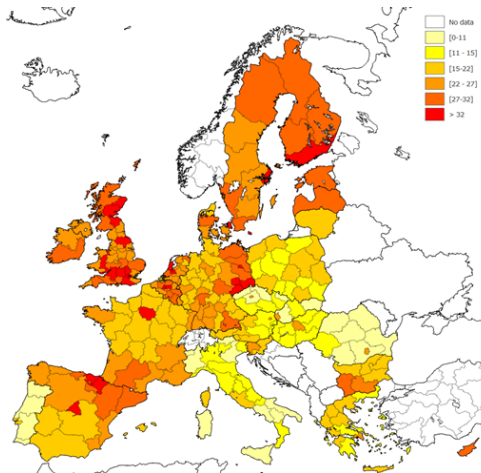 No data
[0-11
[11 - 15]
[15-22]
[22 - 27]
[27-32]
> 32